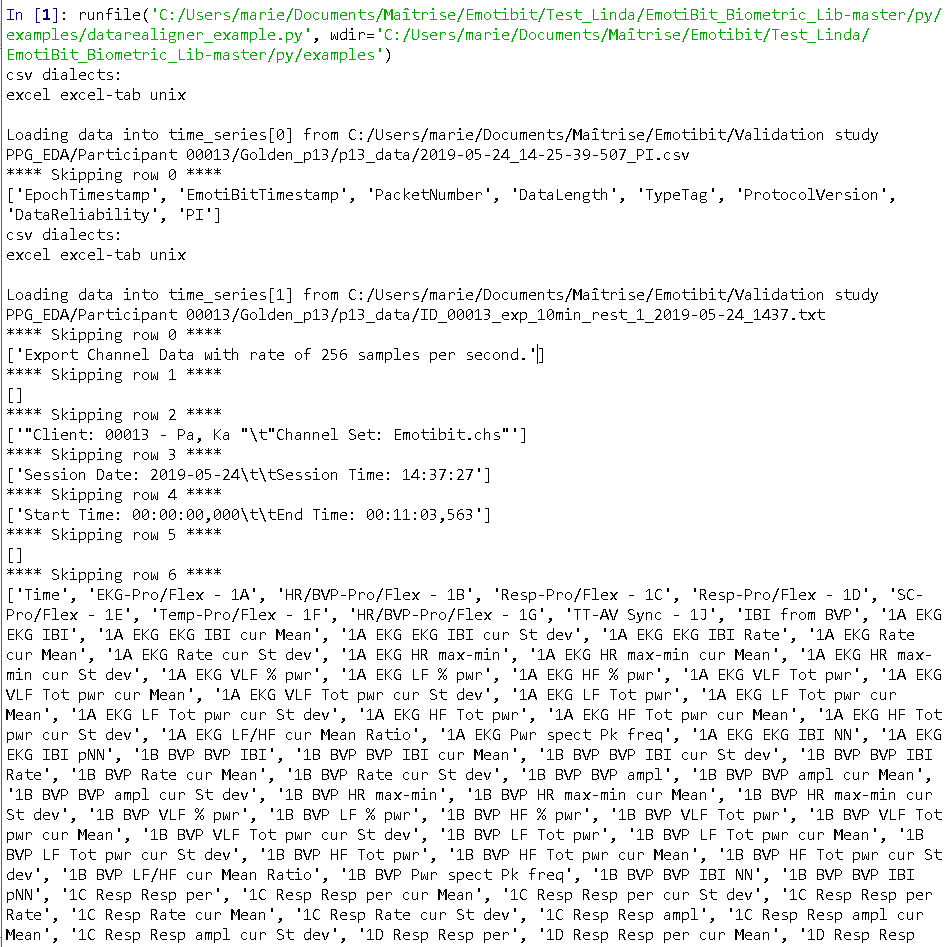 In [1]: runfile('C:/Users/marie/Documents/Maîtrise/Emotibit/Test_Linda/EmotiBit_Biometric_Lib-master/py/
examples/datarealigner_example.py', wdir='C:/Users/marie/Documents/Maîtrise/Emotibit/Test_Linda/
EmotiBit_Biometric_Lib-master/py/examples')
csv dialects:
excel excel-tab unix
Loading data into time_series[0] from C:/Users/marie/Documents/Maîtrise/Emotibit/Validation study
PPG_EDA/Participant 00013/Golden_p13/p13_data/2019-05-24_14-25-39-507_PI.csv
**** Skipping row 0 ****
['EpochTimestamp', 'EmotiBitTimestamp', 'PacketNumber', 'DataLength', 'TypeTag', 'ProtocolVersion',
'DataReliability', 'PI']
csv dialects:
excel excel-tab unix
Loading data into time_series[1] from C:/Users/marie/Documents/Maîtrise/Emotibit/Validation study
PPG_EDA/Participant 00013/Golden_p13/p13_data/ID_00013_exp_10min_rest_1_2019-05-24_1437.txt
**** Skipping row 0 ****
['Export Channel Data with rate of 256 samples per second.']
**** Skipping row 1 ****
[]
**** Skipping row 2 ****
['"Client: 00013 - Pa, Ka "\t"Channel Set: Emotibit.chs"']
**** Skipping row 3 ****
['Session Date: 2019-05-24\t\tSession Time: 14:37:27']
**** Skipping row 4 ****
['Start Time: 00:00:00,000\t\tEnd Time: 00:11:03,563']
**** Skipping row 5 ****
[]
**** Skipping row 6 ****
['Time', 'EKG-Pro/Flex - 1A', 'HR/BVP-Pro/Flex - 1B', 'Resp-Pro/Flex - 1C', 'Resp-Pro/Flex - 1D', 'SC-
Pro/Flex - 1E', 'Temp-Pro/Flex - 1F', 'HR/BVP-Pro/Flex - 1G', 'TT-AV Sync - 1J', 'IBI from BVP', '1A EKG
EKG IBI', '1A EKG EKG IBI cur Mean', '1A EKG EKG IBI cur St dev', '1A EKG EKG IBI Rate', '1A EKG Rate
cur Mean', '1A EKG Rate cur St dev', '1A EKG HR max-min', '1A EKG HR max-min cur Mean', '1A EKG HR max-
min cur St dev', '1A EKG VLF % pwr', '1A EKG LF % pwr', '1A EKG HF % pwr', '1A EKG VLF Tot pwr', '1A EKG
VLF Tot pwr cur Mean', '1A EKG VLF Tot pwr cur St dev', '1A EKG LF Tot pwr', '1A EKG LF Tot pwr cur
Mean', '1A EKG LF Tot pwr cur St dev', '1A EKG HF Tot pwr', '1A EKG HF Tot pwr cur Mean', '1A EKG HF Tot
pwr cur St dev', '1A EKG LF/HF cur Mean Ratio', '1A EKG Pwr spect Pk freq', '1A EKG EKG IBI NN', '1A EKG
EKG IBI pNN', '1B BVP BVP IBI', '1B BVP BVP IBI cur Mean', '1B BVP BVP IBI cur St dev', '1B BVP BVP IBI
Rate', '1B BVP Rate cur Mean', '1B BVP Rate cur St dev', '1B BVP BVP ampl', '1B BVP BVP ampl cur Mean',
'1B BVP BVP ampl cur St dev', '1B BVP HR max-min', '1B BVP HR max-min cur Mean', '1B BVP HR max-min cur
St dev', '1B BVP VLF % pwr', '1B BVP LF % pwr', '1B BVP HF % pwr', '1B BVP VLF Tot pwr', '1B BVP VLF Tot
pwr cur Mean', '1B BVP VLF Tot pwr cur St dev', '1B BVP LF Tot pwr', '1B BVP LF Tot pwr cur Mean', '1B
BVP LF Tot pwr cur St dev', '1B BVP HF Tot pwr', '1B BVP HF Tot pwr cur Mean', '1B BVP HF Tot pwr cur St
dev', '1B BVP LF/HF cur Mean Ratio', '1B BVP Pwr spect Pk freq', '1B BVP BVP IBI NN', '1B BVP BVP IBI
pNN', '1C Resp Resp per', '1C Resp Resp per cur Mean', '1C Resp Resp per cur St dev', '1C Resp Resp per
Rate', '1C Resp Rate cur Mean', '1C Resp Rate cur St dev', '1C Resp Resp ampl', '1C Resp Resp ampl cur
Mean', '1C Resp Resp ampl cur St dev', '1D Resp Resp per', '1D Resp Resp per cur Mean', '1D Resp Resp